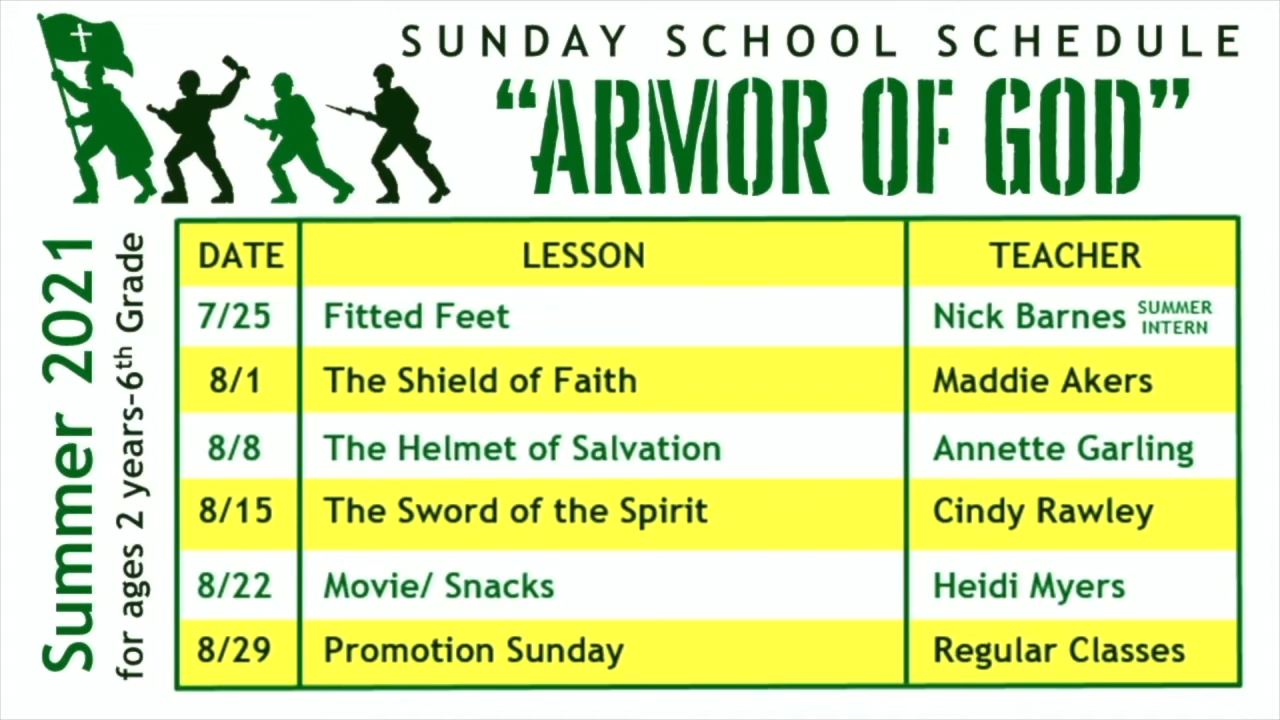 SUNDAY SCHOOL SCHEDULE
“ARMOR OF GOD”
Summer 2021
for ages 2 years-6th Grade
DATE LESSON TEACHER
7/25 Fitted Feet Nick Barnes SUMMER INTERN
8/1 The Shield of Faith Maddie Akers
8/8 The Helmet of Salvation Annette Garling
8/15 The Sword of the Spirit Cindy Rawley
8/22 Movie/ Snacks Heidi Myers
8/29 Promotion Sunday Regular Classes